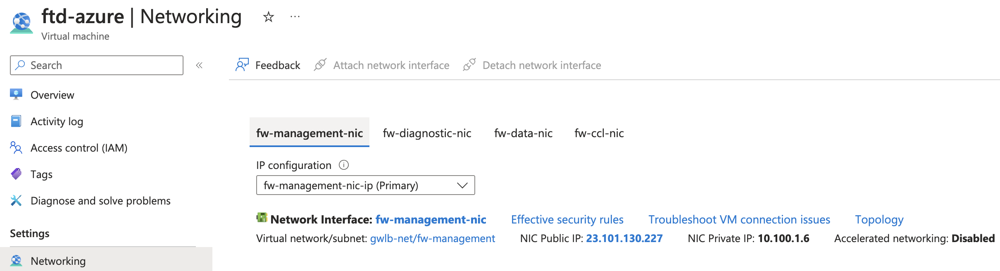 ftd-azure | Networking
Virtual machine
Search
Feedback
Attach network interface
Detach network interface
Overview
Activity log
Access control (IAM)
Tags
Diagnose and solve problems
Settings
Networking
fw-management-nic
fw-diagnostic-nic
fw-data-nic
fw-ccl-nic
IP configuration
fw-management-nic-ip (Primary)
Network Interface: fw-management-nic Effective security rules Troubleshoot VM connection issues Topology
Virtual network/subnet: gwlb-net/fw-management NIC Public IP: 23.101.130.227 NIC Private IP: 10.100.1.6 Accelerated networking: Disabled